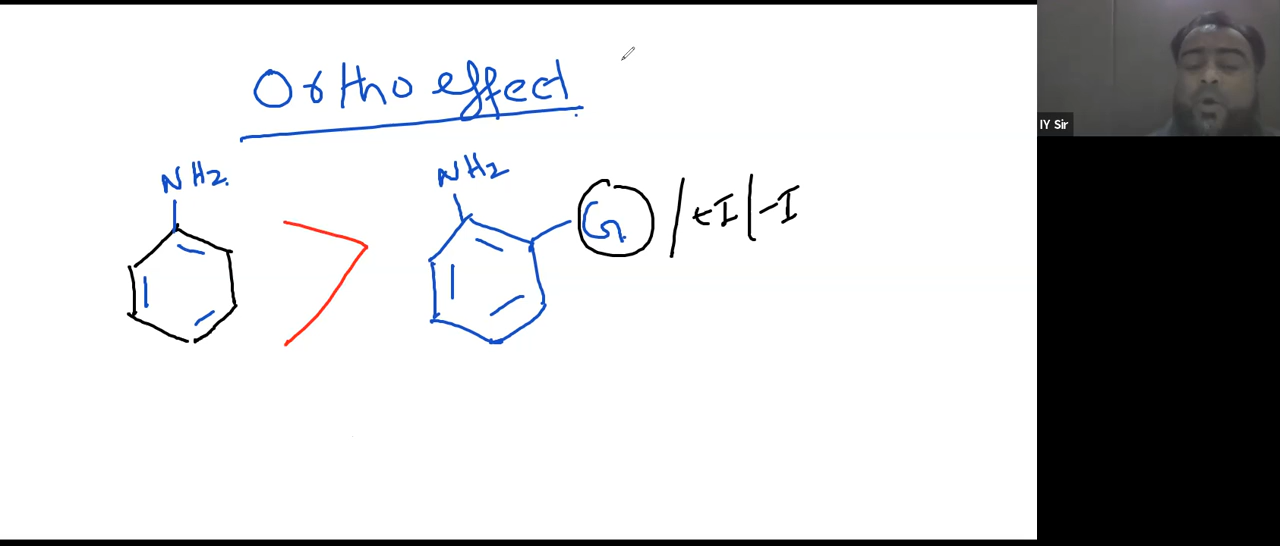 Ortho effect
NH2.
NH2
G / +I | -I
IY Sir